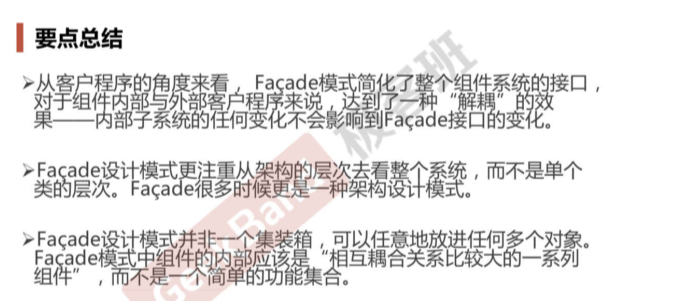 要点总结
➢从客户程序的角度来看， Façade模式简化了整个组件系统的接口，
对于组件内部与外部客户程序来说，达到了一种“解耦”的效
果——内部子系统的任何变化不会影响到Façade接口的变化。
➢Façade设计模式更注重从架构的层次去看整个系统，而不是单个
类的层次。Façade很多时候更是一种架构设计模式。
➢Façade设计模式并非一个集装箱，可以任意地放进任何多个对象。
Façade模式中组件的内部应该是“相互耦合关系比较大的一系列
组件”，而不是一个简单的功能集合。
GeekBand 极客班